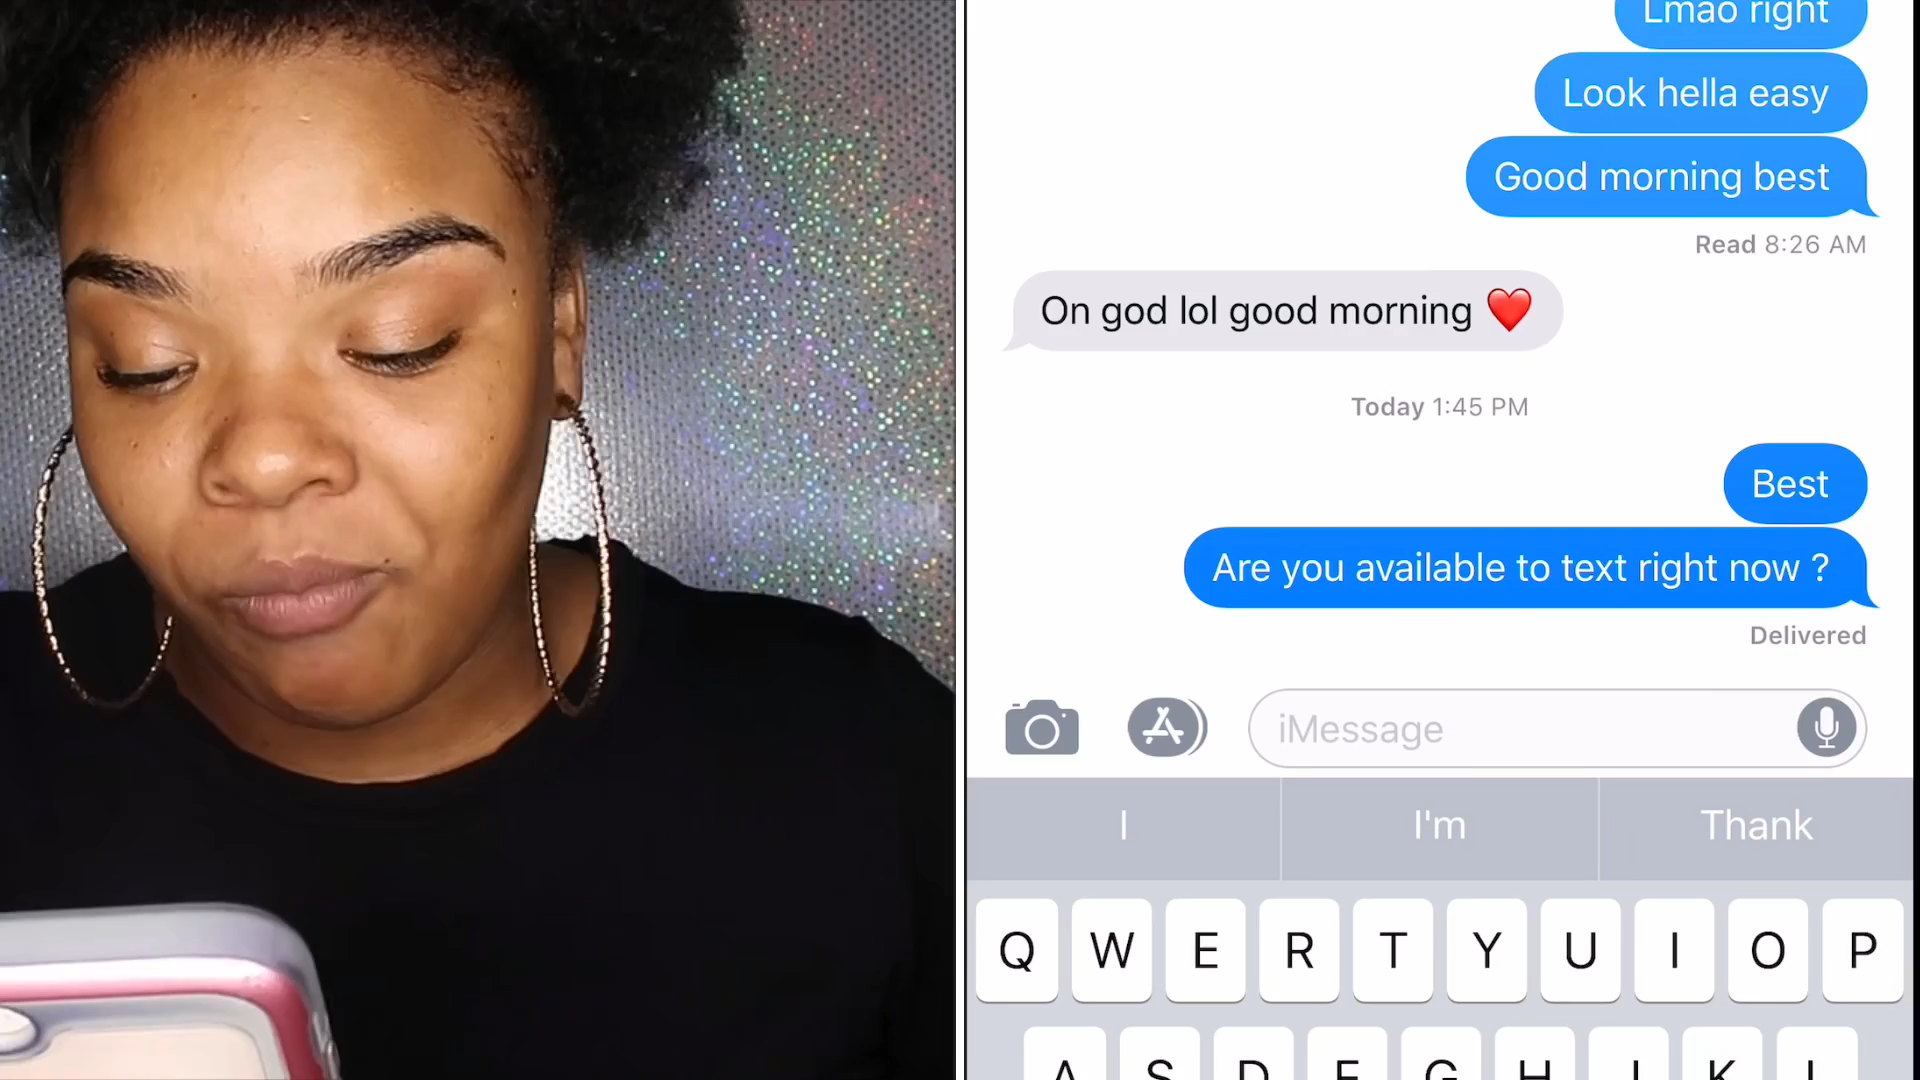 Lmao right
Look hella easy
Good morning best
Read 8:26 AM
On god lol good morning ❤️
Today 1:45 PM
Best
Are you available to text right now ?
Delivered
iMessage
I I'm Thank
Q W E R T Y U I O P
A S D F G H J K L